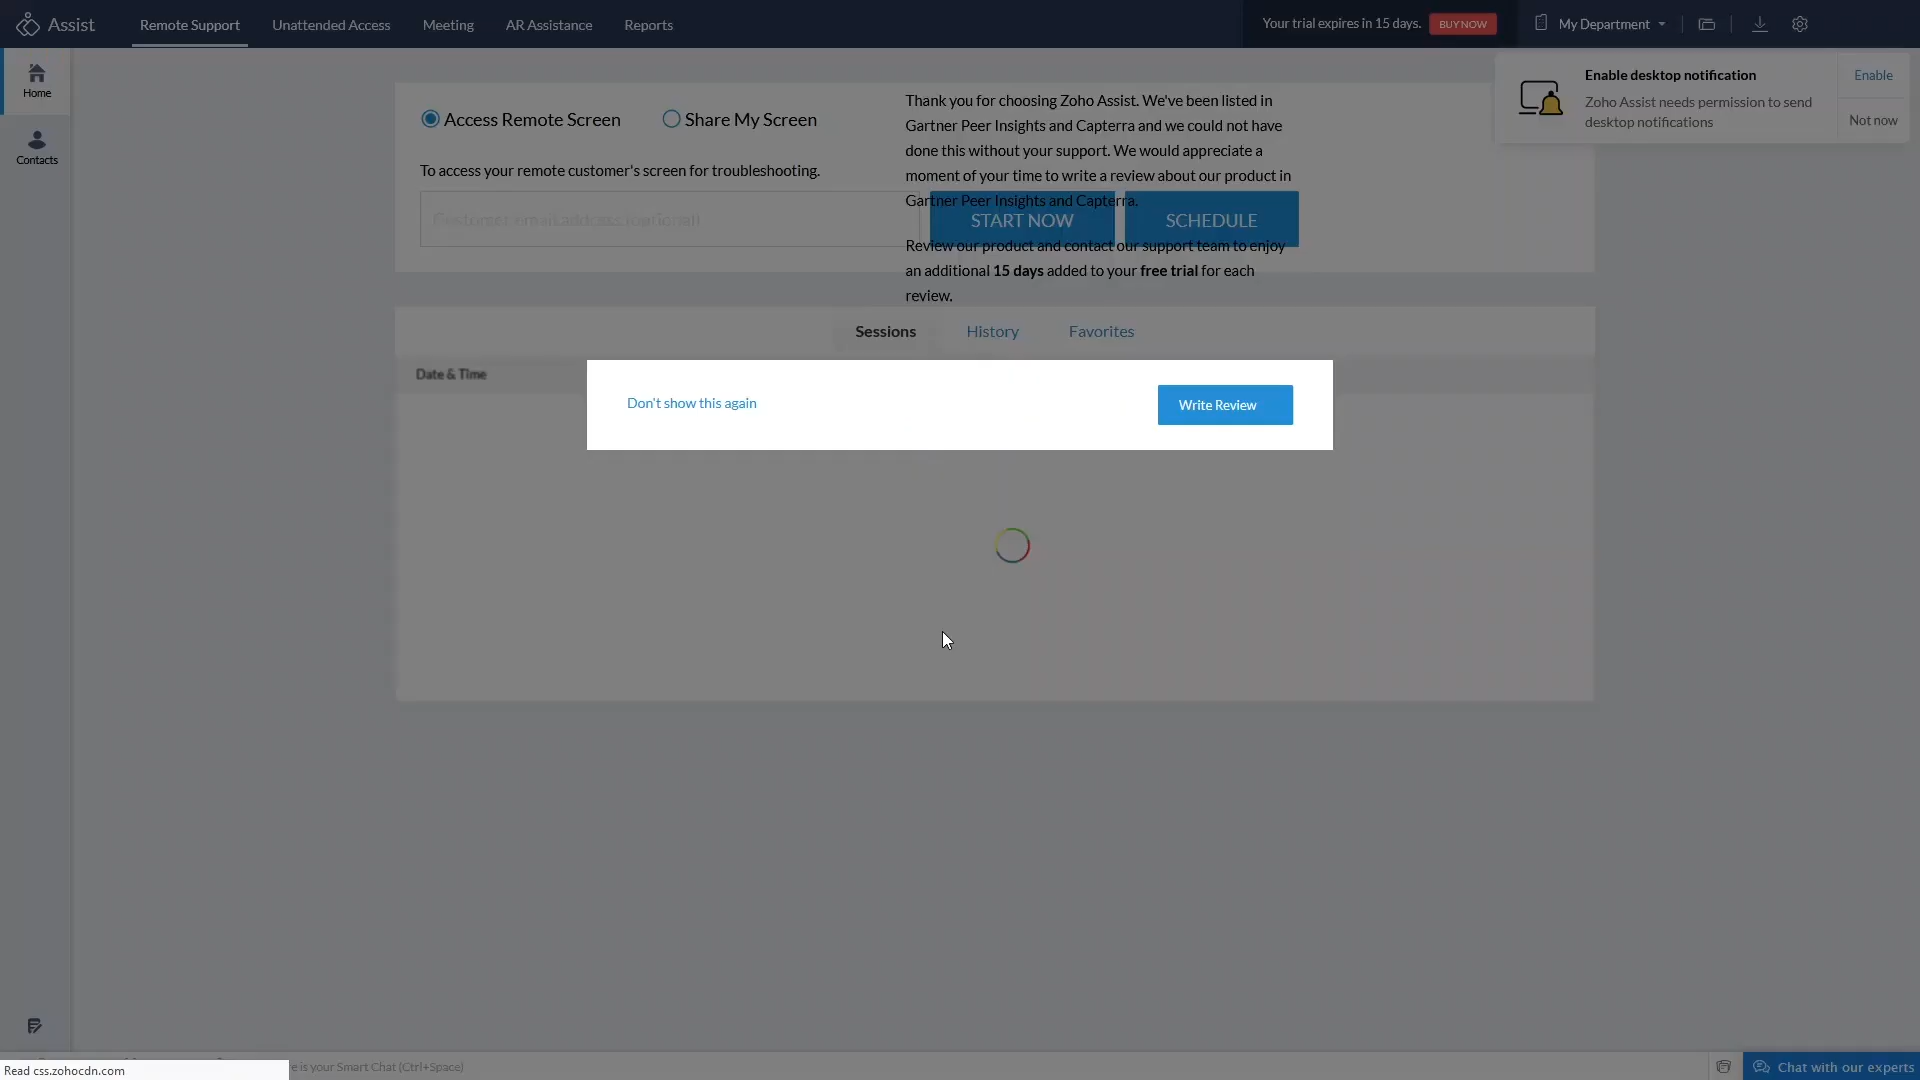 Assist
Remote Support
Unattended Access
Meeting
AR Assistance
Reports
Your trial expires in 15 days.
BUY NOW
My Department
Home
Contacts
Enable desktop notification
Zoho Assist needs permission to send
desktop notifications
Enable
Not now
Access Remote Screen
Share My Screen
To access your remote customer's screen for troubleshooting.
Customer email address (optional)
START NOW
SCHEDULE
Thank you for choosing Zoho Assist. We've been listed in
Gartner Peer Insights and Capterra and we could not have
done this without your support. We would appreciate a
moment of your time to write a review about our product in
Gartner Peer Insights and Capterra.
Review our product and contact our support team to enjoy
an additional 15 days added to your free trial for each
review.
Sessions
History
Favorites
Date & Time
Don't show this again
Write Review
is your Smart Chat (Ctrl+Space)
Chat with our experts
Read css.zohocdn.com